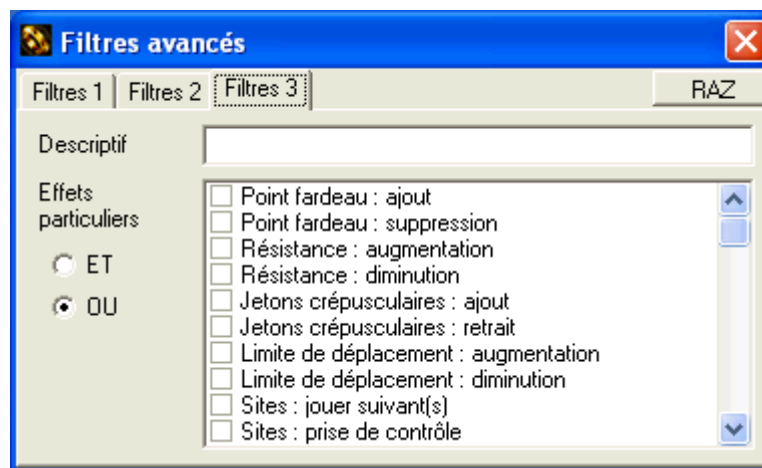 Filtres avancés
Filtres 1 Filtres 2 Filtres 3 RAZ
Descriptif
Effets particuliers
ET
OU
Point fardeau : ajout
Point fardeau : suppression
Résistance : augmentation
Résistance : diminution
Jetons crépusculaires : ajout
Jetons crépusculaires : retrait
Limite de déplacement : augmentation
Limite de déplacement : diminution
Sites : jouer suivant(s)
Sites : prise de contrôle